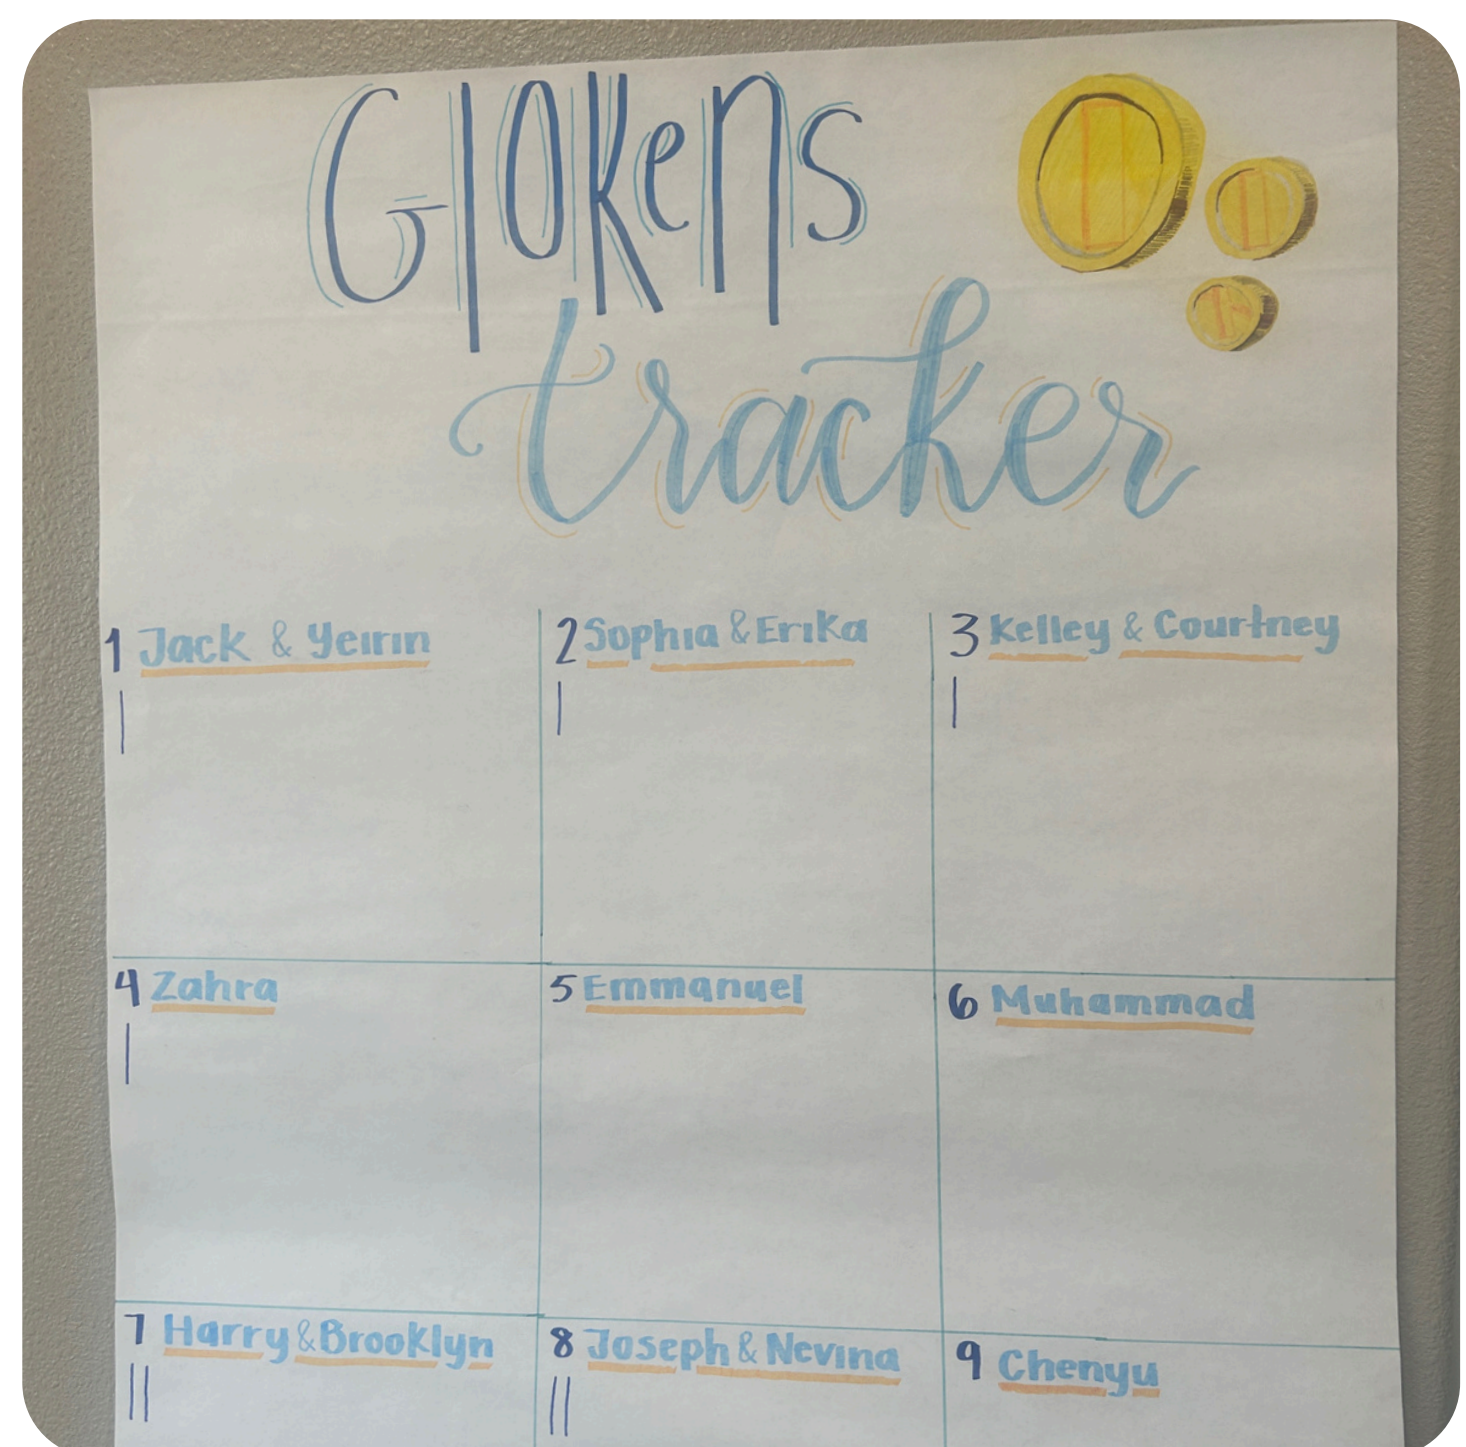 Glokens
tracker
1 Jack & Yeirin
|
2 Sophia & Erika
|
3 Kelley & Courtney
|
4 Zahra
|
5 Emmanuel
6 Muhammad
7 Harry & Brooklyn
||
8 Joseph & Nevina
||
9 Chenyu